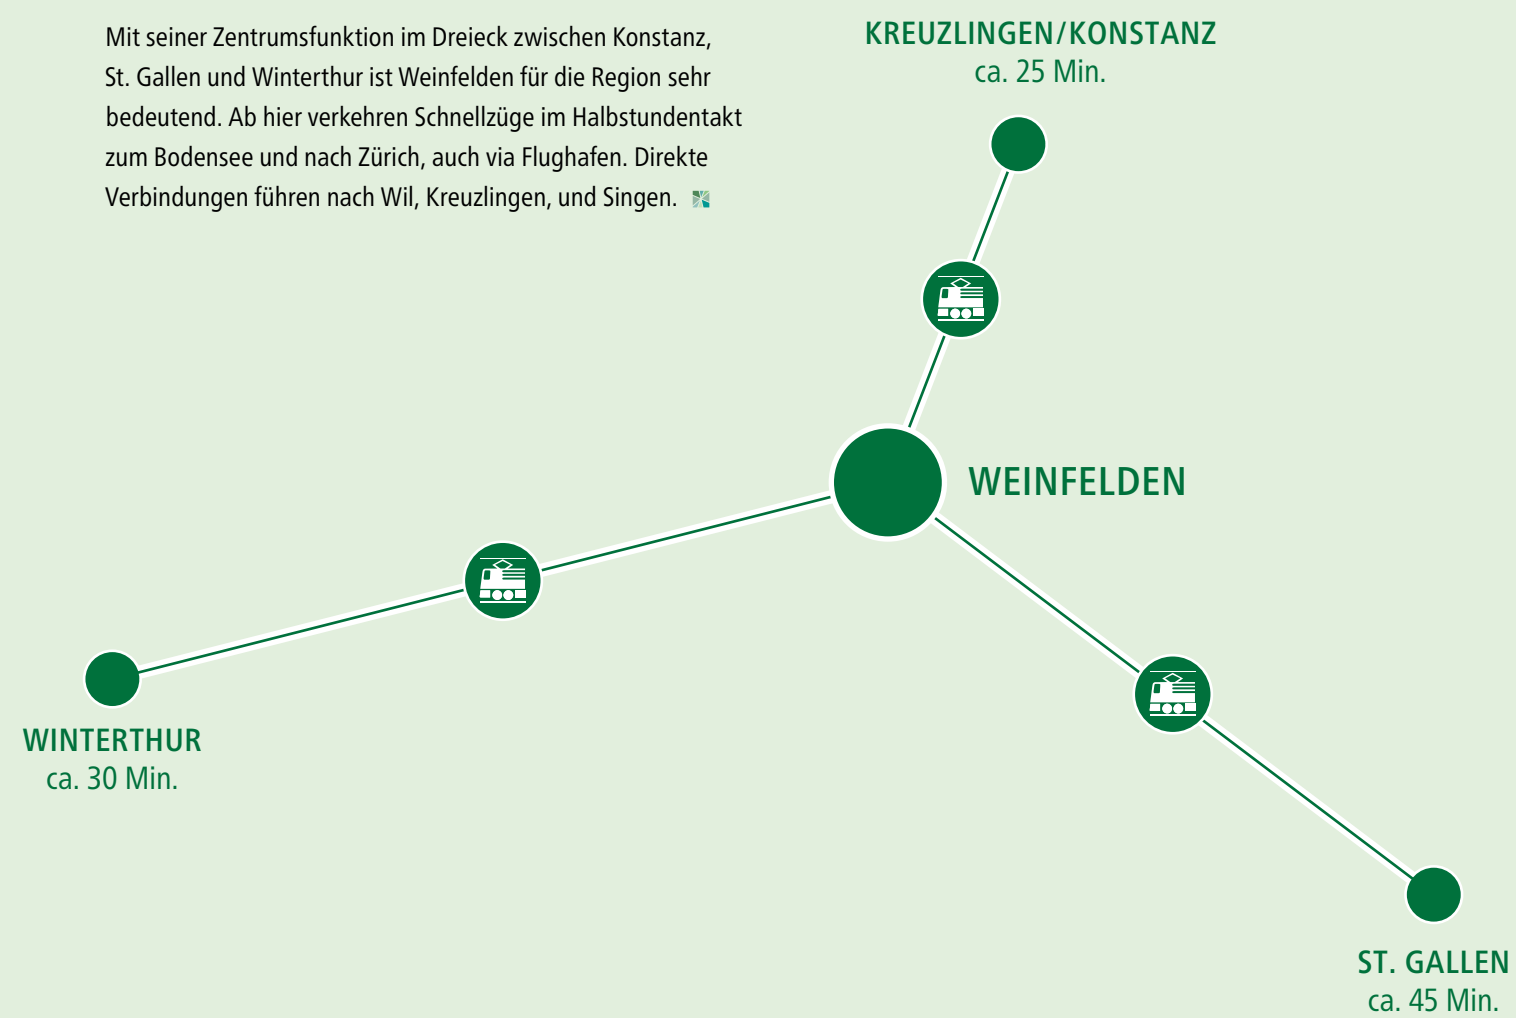 Mit seiner Zentrumsfunktion im Dreieck zwischen Konstanz,
St. Gallen und Winterthur ist Weinfelden für die Region sehr
bedeutend. Ab hier verkehren Schnellzüge im Halbstundentakt
zum Bodensee und nach Zürich, auch via Flughafen. Direkte
Verbindungen führen nach Wil, Kreuzlingen, und Singen.
KREUZLINGEN/KONSTANZ
ca. 25 Min.
WEINFELDEN
WINTERTHUR
ca. 30 Min.
ST. GALLEN
ca. 45 Min.